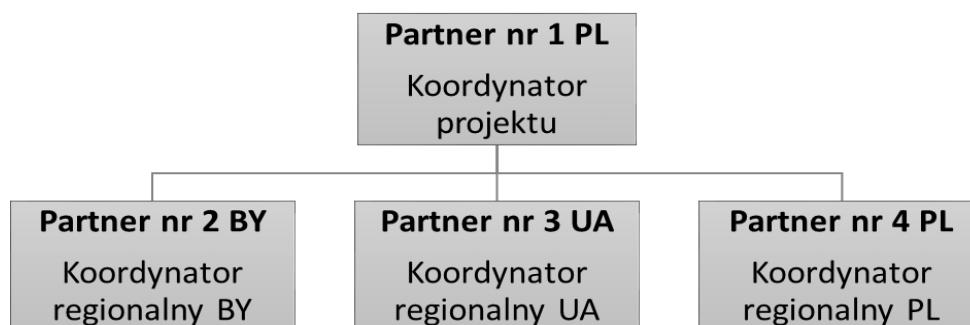 Partner nr 1 PL
Koordynator
projektu
Partner nr 2 BY
Koordynator
regionalny BY
Partner nr 3 UA
Koordynator
regionalny UA
Partner nr 4 PL
Koordynator
regionalny PL